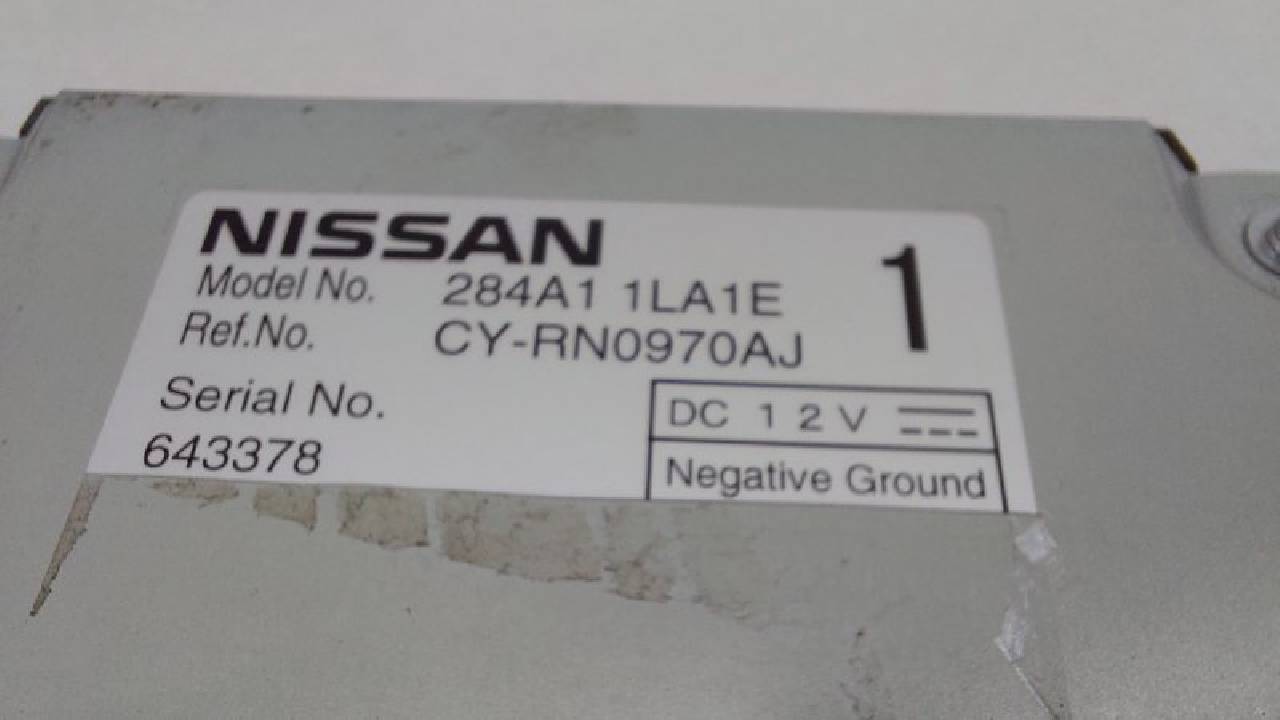 NISSAN 1
Model No. 284A1 1LA1E
Ref.No. CY-RN0970AJ
Serial No.
643378
DC 12V
Negative Ground